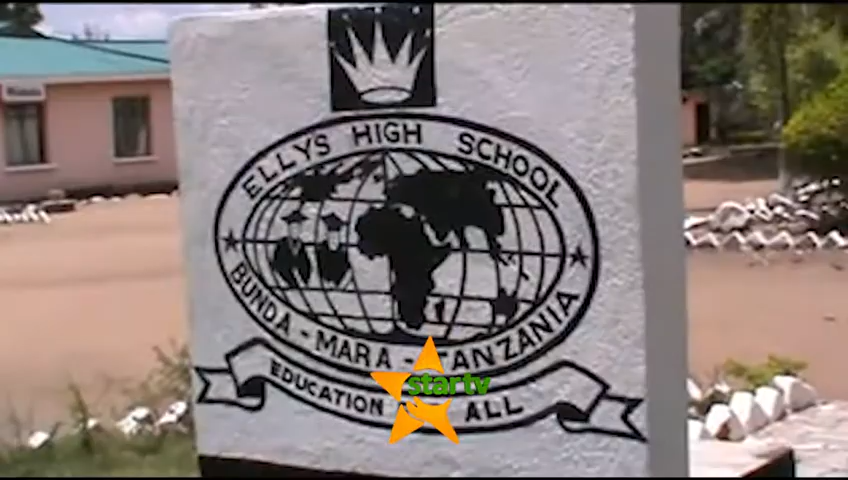 ELLYS HIGH SCHOOL
BUNDA - MARA - TANZANIA
EDUCATION ALL
startv